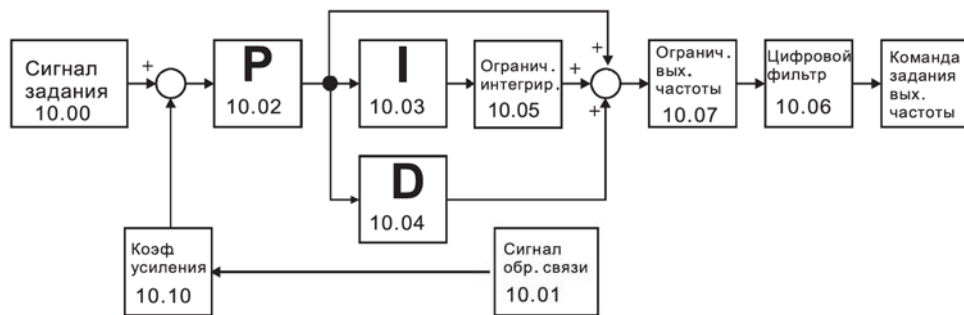 Сигнал
задания
10.00
+
P
10.02
I
10.03
Огранич.
интегрир.
10.05
+
+
+
Огранич.
вых.
частоты
10.07
Цифровой
фильтр
10.06
Команда
задания
вых.
частоты
D
10.04
Коэф.
усиления
10.10
Сигнал
обр. связи
10.01